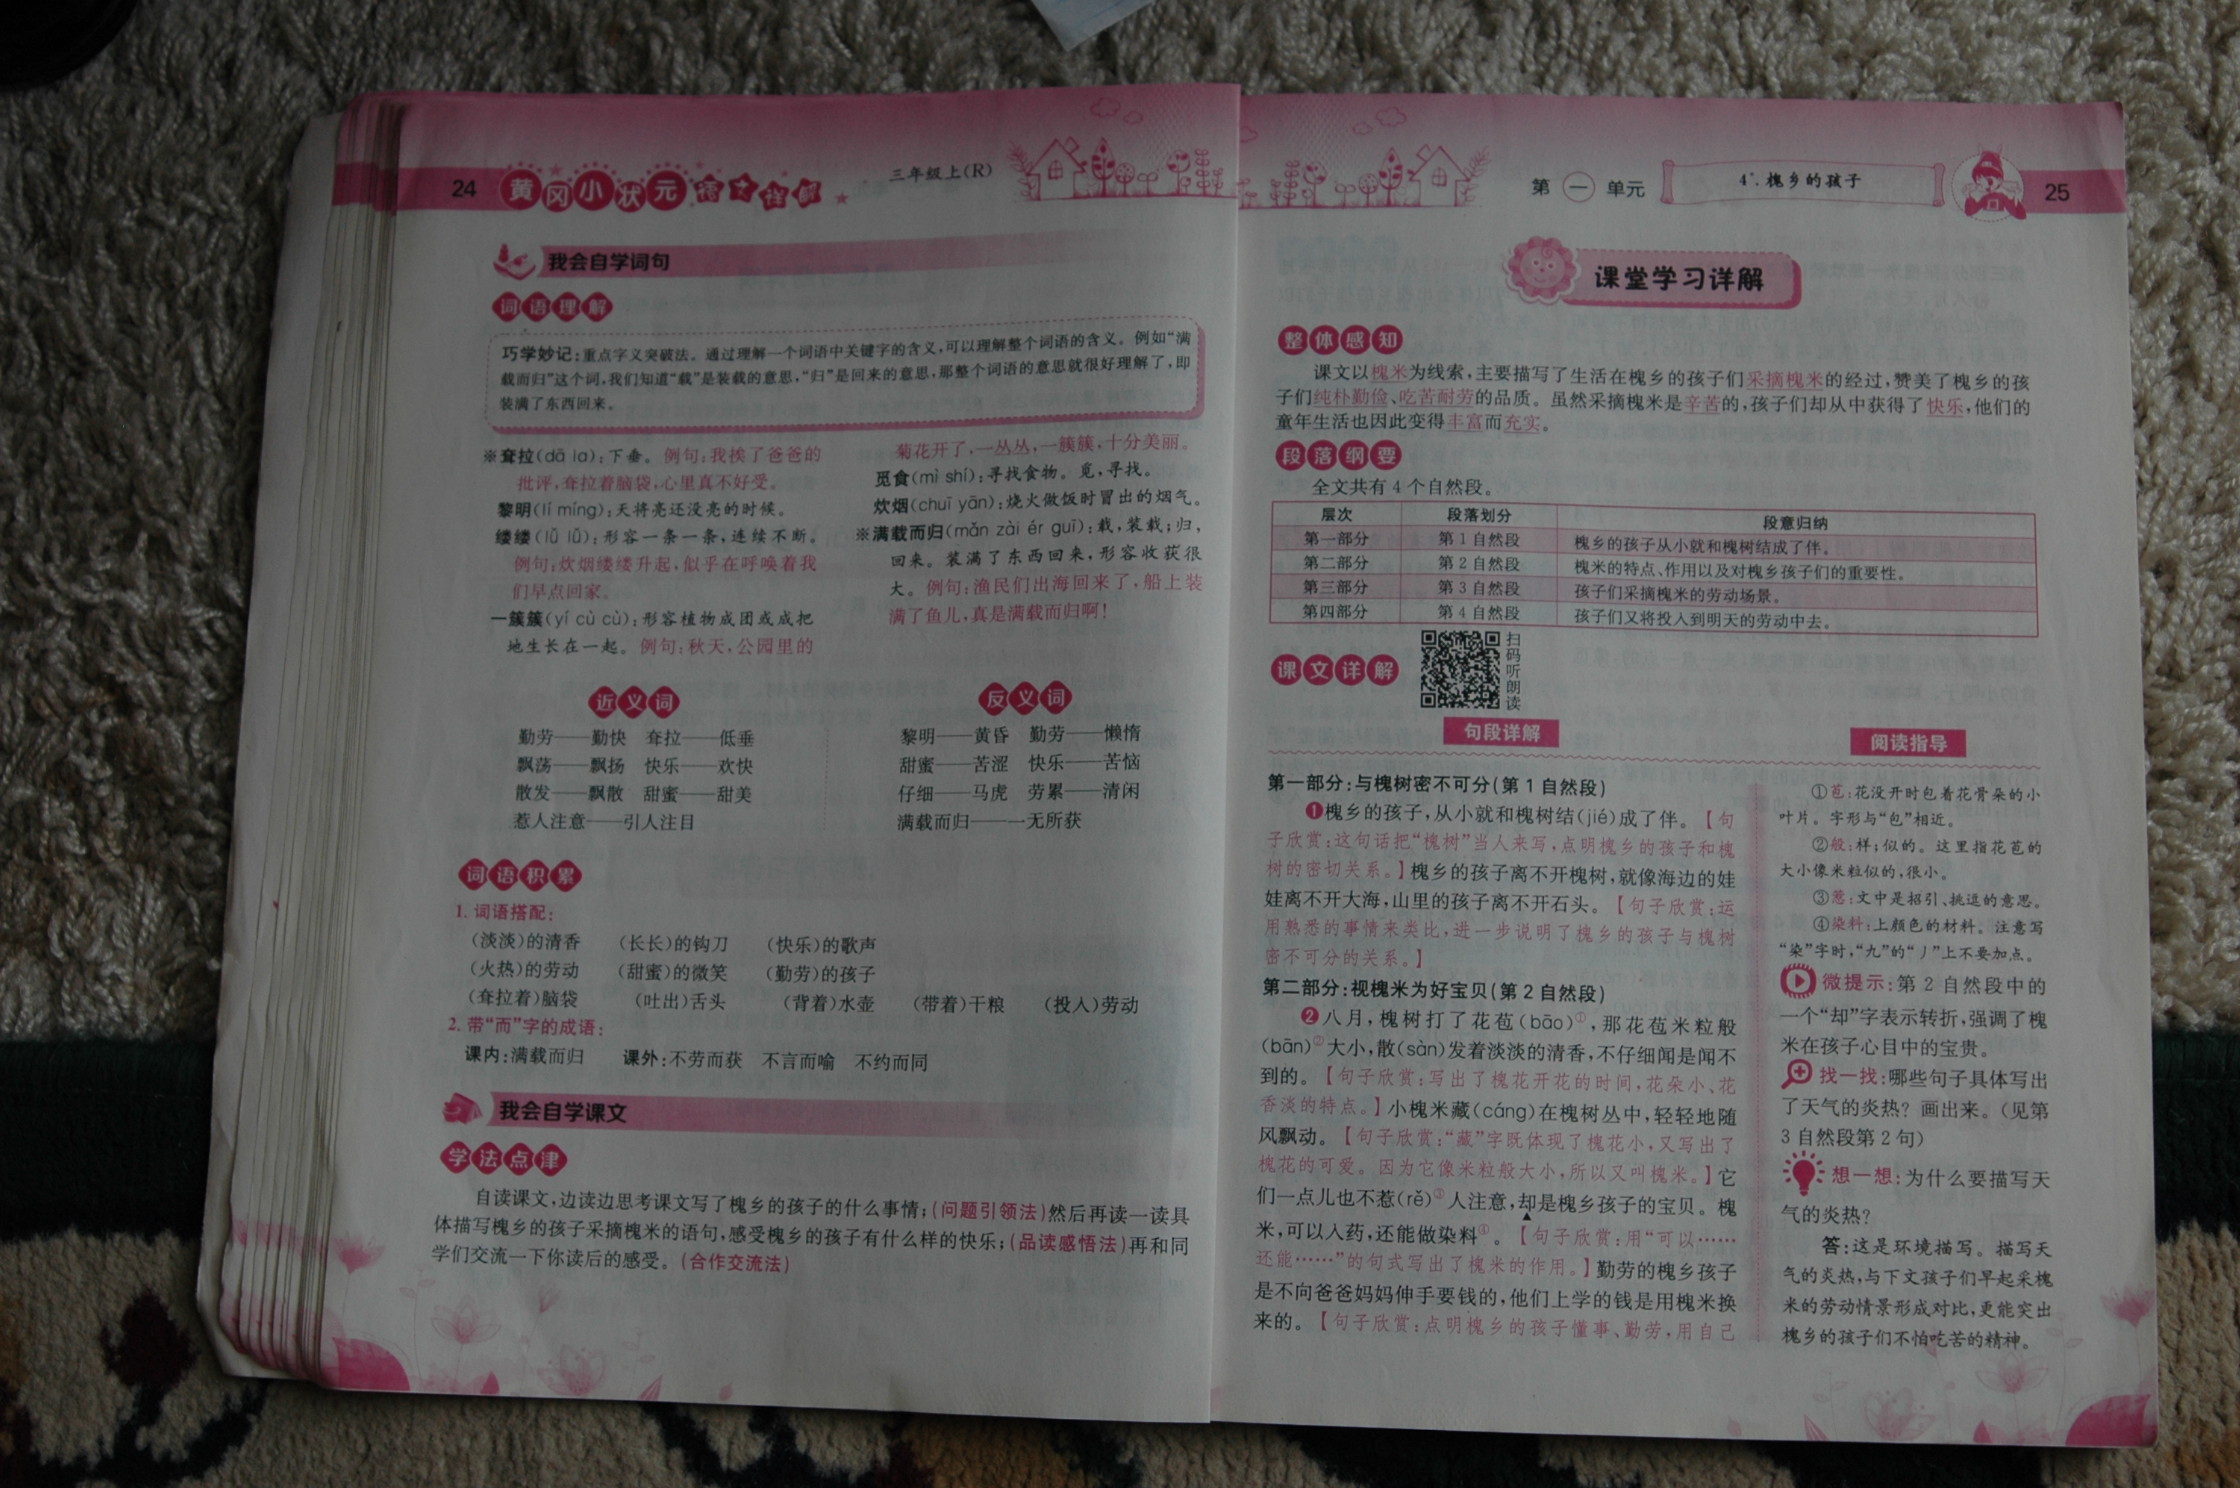 24
黄冈小状元
语文详解
三年级上(R)
我会自学词句
词语理解
巧学妙记:重点字义突破法。通过理解一个词语中关键字的含义,可以理解整个词语的含义。例如“满
载而归”这个词,我们知道“载”是装载的意思,“归”是回来的意思,那整个词语的意思就很好理解了,即
装满了东西回来。
※耷拉(dā la):下垂。例句:我挨了爸爸的
批评,耷拉着脑袋,心里真不好受。
黎明(lí míng):天将亮还没亮的时候。
缕缕(lǚ lǚ):形容一条一条,连续不断。
例句:炊烟缕缕升起,似乎在呼唤着我
们早点回家。
一簇簇(yí cù cù):形容植物成团或成把
地生长在一起。例句:秋天,公园里的
菊花开了,一丛丛,一簇簇,十分美丽。
觅食(mì shí):寻找食物。觅,寻找。
炊烟(chuī yān):烧火做饭时冒出的烟气。
※满载而归(mǎn zài ér guī):载,装载;归,
回来。装满了东西回来,形容收获很
大。例句:渔民们出海回来了,船上装
满了鱼儿,真是满载而归啊!
近义词
勤劳——勤快 耷拉——低垂
飘荡——飘扬 快乐——欢快
散发——飘散 甜蜜——甜美
惹人注意——引人注目
反义词
黎明——黄昏 勤劳——懒惰
甜蜜——苦涩 快乐——苦恼
仔细——马虎 劳累——清闲
满载而归——一无所获
词语积累
1. 词语搭配:
(淡淡)的清香 (长长)的钩刀 (快乐)的歌声
(火热)的劳动 (甜蜜)的微笑 (勤劳)的孩子
(耷拉着)脑袋 (吐出)舌头 (背着)水壶 (带着)干粮 (投入)劳动
2. 带“而”字的成语:
课内:满载而归 课外:不劳而获 不言而喻 不约而同
我会自学课文
学法点津
自读课文,边读边思考课文写了槐乡的孩子的什么事情;(问题引领法)然后再读一读具
体描写槐乡的孩子采摘槐米的语句,感受槐乡的孩子有什么样的快乐;(品读感悟法)再和同
学们交流一下你读后的感受。(合作交流法)
第一单元
4*.槐乡的孩子
25
课堂学习详解
整体感知
课文以槐米为线索,主要描写了生活在槐乡的孩子们采摘槐米的经过,赞美了槐乡的孩
子们纯朴勤俭、吃苦耐劳的品质。虽然采摘槐米是辛苦的,孩子们却从中获得了快乐,他们的
童年生活也因此变得丰富而充实。
段落纲要
全文共有 4 个自然段。
层次 段落划分 段意归纳
第一部分 第 1 自然段 槐乡的孩子从小就和槐树结成了伴。
第二部分 第 2 自然段 槐米的特点、作用以及对槐乡孩子们的重要性。
第三部分 第 3 自然段 孩子们采摘槐米的劳动场景。
第四部分 第 4 自然段 孩子们又将投入到明天的劳动中去。
课文详解
扫码听朗读
句段详解
第一部分:与槐树密不可分(第 1 自然段)
❶槐乡的孩子,从小就和槐树结(jié)成了伴。【句
子欣赏:这句话把“槐树”当人来写,点明槐乡的孩子和槐
树的密切关系。】槐乡的孩子离不开槐树,就像海边的娃
娃离不开大海,山里的孩子离不开石头。【句子欣赏:运
用熟悉的事情来类比,进一步说明了槐乡的孩子与槐树
密不可分的关系。】
第二部分:视槐米为好宝贝(第 2 自然段)
❷八月,槐树打了花苞(bāo)①,那花苞米粒般
(bān)②大小,散(sàn)发着淡淡的清香,不仔细闻是闻不
到的。【句子欣赏:写出了槐花开花的时间,花朵小、花
香淡的特点。】小槐米藏(cáng)在槐树丛中,轻轻地随
风飘动。【句子欣赏:“藏”字既体现了槐花小,又写出了
槐花的可爱。因为它像米粒般大小,所以又叫槐米。】它
们一点儿也不惹(rě)③人注意,却是槐乡孩子的宝贝。槐
米,可以入药,还能做染料④。【句子欣赏:用“可以……
还能……”的句式写出了槐米的作用。】勤劳的槐乡孩子
是不向爸爸妈妈伸手要钱的,他们上学的钱是用槐米换
来的。【句子欣赏:点明槐乡的孩子懂事、勤劳,用自己
阅读指导
①苞:花没开时包着花骨朵的小
叶片。字形与“包”相近。
②般:样;似的。这里指花苞的
大小像米粒似的,很小。
③惹:文中是招引、挑逗的意思。
④染料:上颜色的材料。注意写
“染”字时,“九”的“丿”上不要加点。
微提示:第 2 自然段中的
一个“却”字表示转折,强调了槐
米在孩子心目中的宝贵。
找一找:哪些句子具体写出
了天气的炎热?画出来。(见第
3 自然段第 2 句)
想一想:为什么要描写天
气的炎热?
答:这是环境描写。描写天
气的炎热,与下文孩子们早起采槐
米的劳动情景形成对比,更能突出
槐乡的孩子们不怕吃苦的精神。